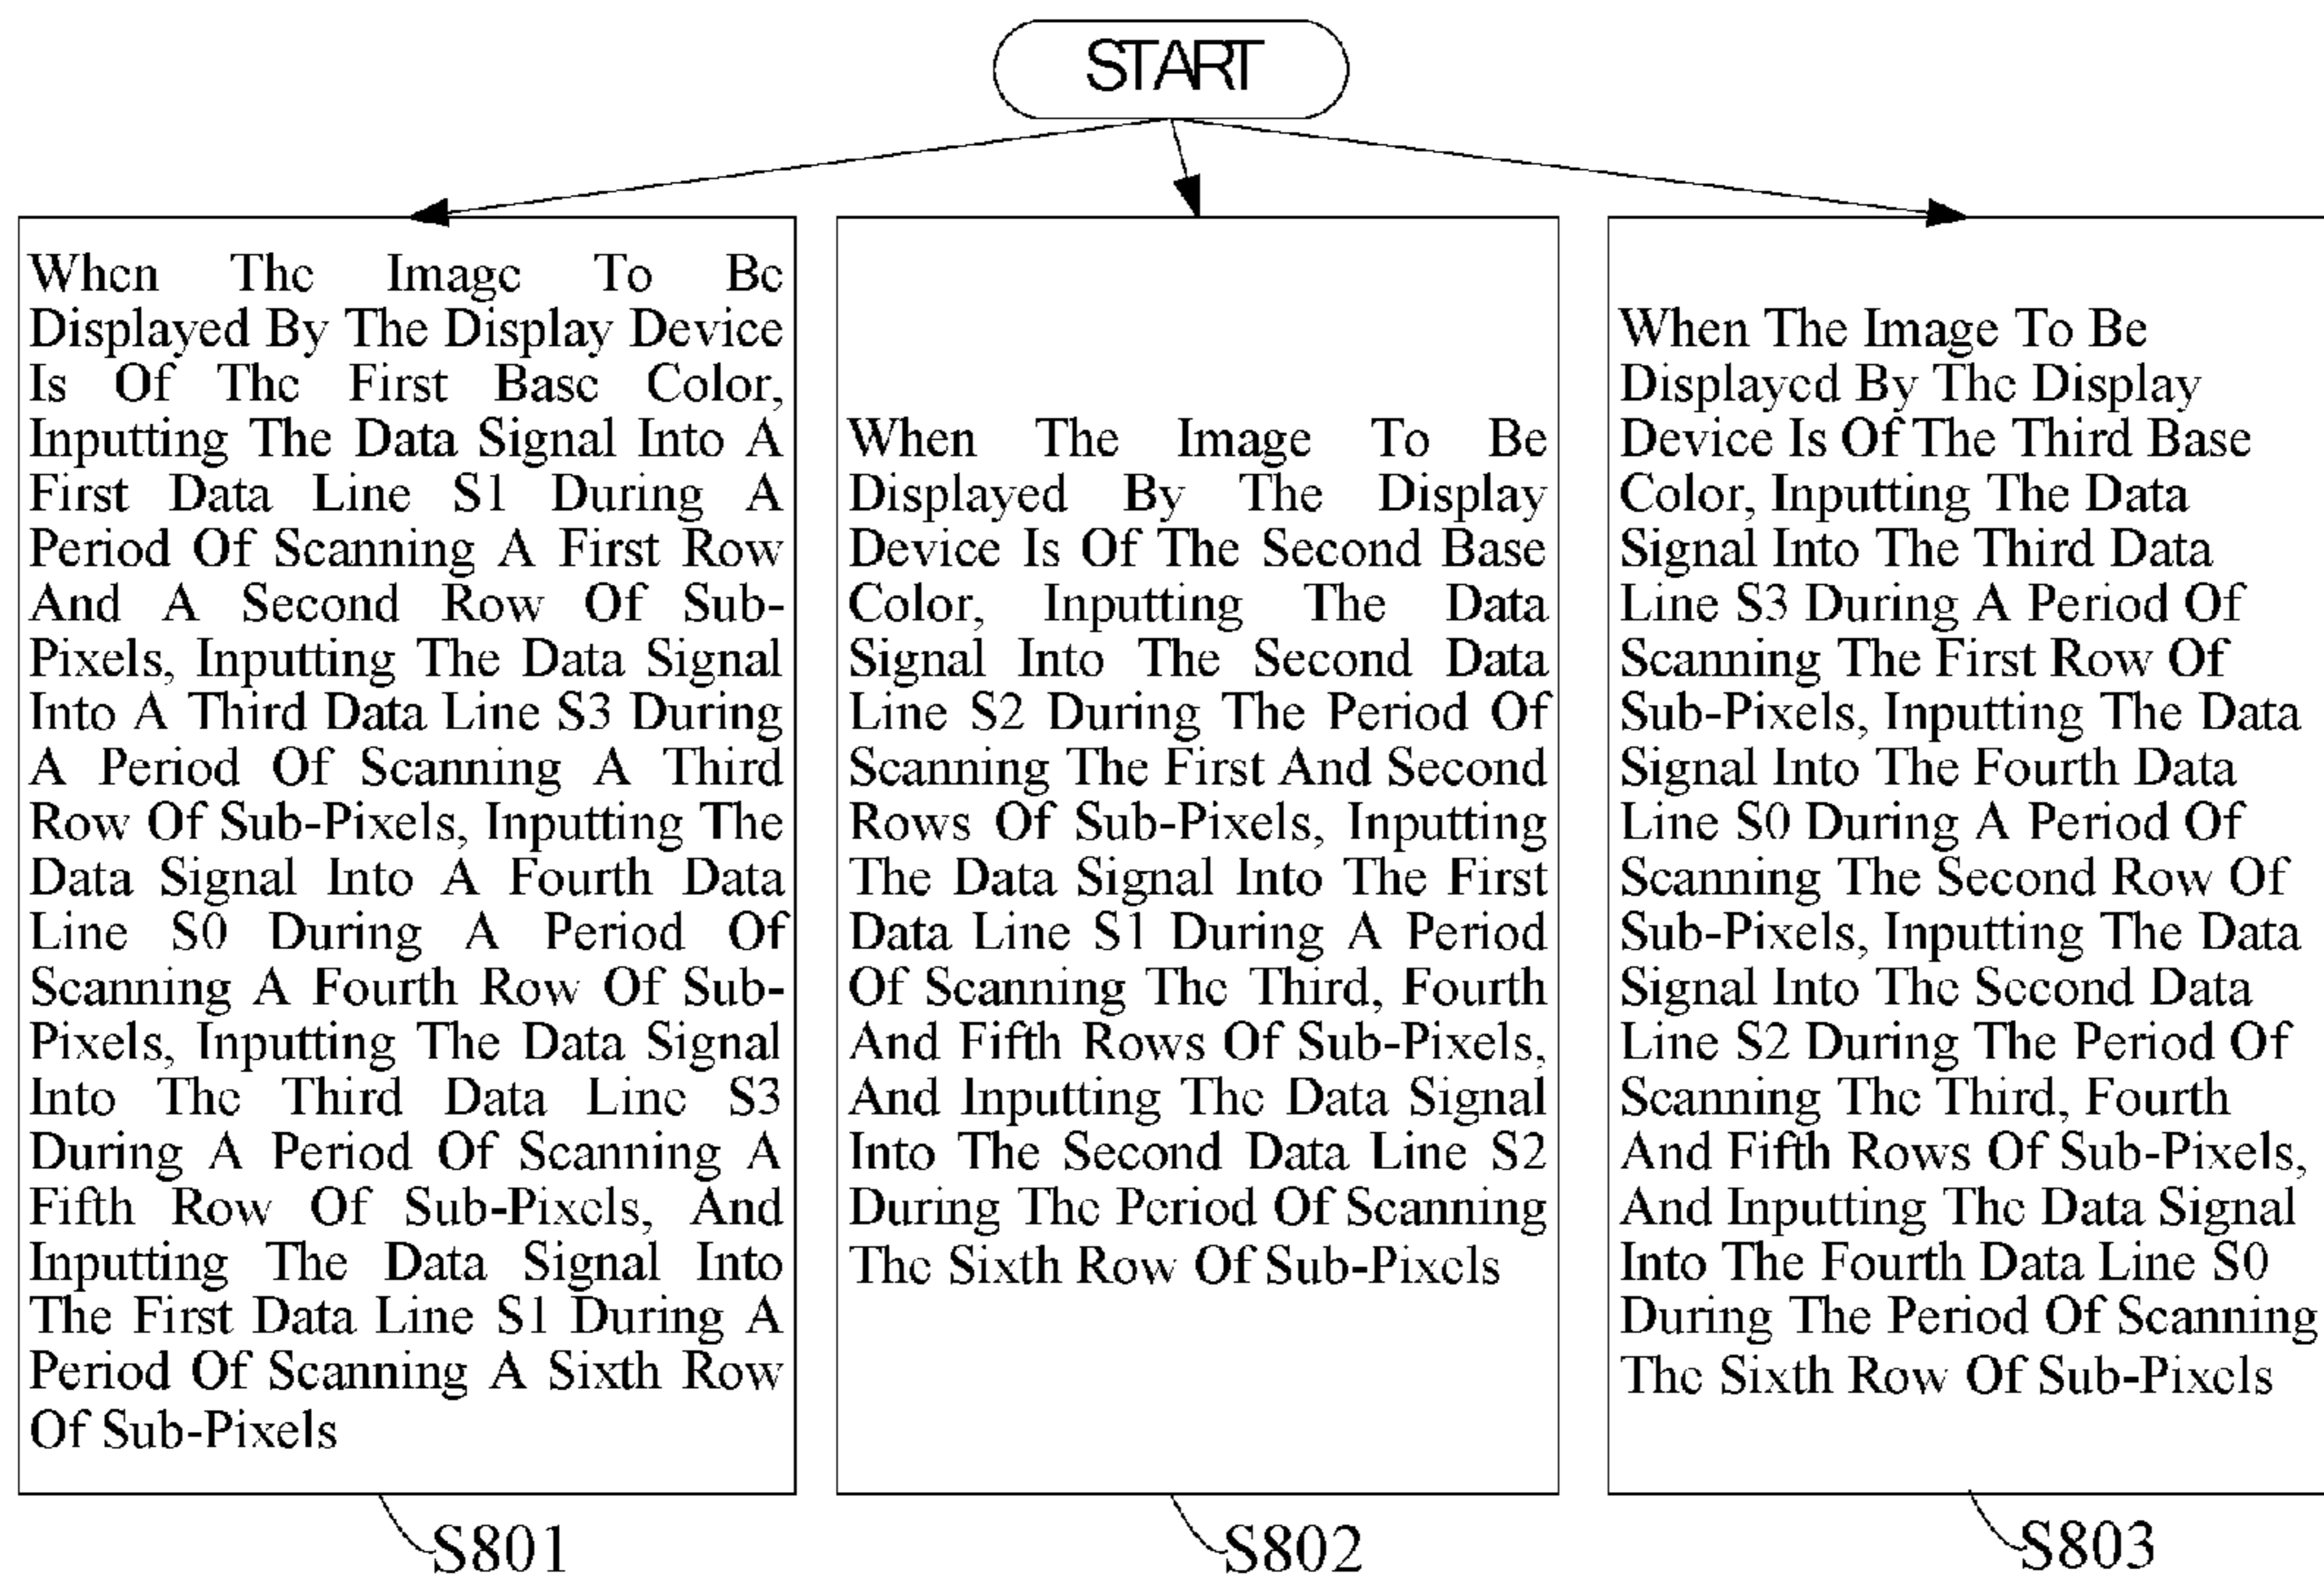 START
When The Image To Be
Displayed By The Display Device
Is Of The First Base Color,
Inputting The Data Signal Into A
First Data Line S1 During A
Period Of Scanning A First Row
And A Second Row Of Sub-
Pixels, Inputting The Data Signal
Into A Third Data Line S3 During
A Period Of Scanning A Third
Row Of Sub-Pixels, Inputting The
Data Signal Into A Fourth Data
Line S0 During A Period Of
Scanning A Fourth Row Of Sub-
Pixels, Inputting The Data Signal
Into The Third Data Line S3
During A Period Of Scanning A
Fifth Row Of Sub-Pixels, And
Inputting The Data Signal Into
The First Data Line S1 During A
Period Of Scanning A Sixth Row
Of Sub-Pixels
S801
When The Image To Be
Displayed By The Display
Device Is Of The Second Base
Color, Inputting The Data
Signal Into The Second Data
Line S2 During The Period Of
Scanning The First And Second
Rows Of Sub-Pixels, Inputting
The Data Signal Into The First
Data Line S1 During A Period
Of Scanning The Third, Fourth
And Fifth Rows Of Sub-Pixels,
And Inputting The Data Signal
Into The Second Data Line S2
During The Period Of Scanning
The Sixth Row Of Sub-Pixels
S802
When The Image To Be
Displayed By The Display
Device Is Of The Third Base
Color, Inputting The Data
Signal Into The Third Data
Line S3 During A Period Of
Scanning The First Row Of
Sub-Pixels, Inputting The Data
Signal Into The Fourth Data
Line S0 During A Period Of
Scanning The Second Row Of
Sub-Pixels, Inputting The Data
Signal Into The Second Data
Line S2 During The Period Of
Scanning The Third, Fourth
And Fifth Rows Of Sub-Pixels,
And Inputting The Data Signal
Into The Fourth Data Line S0
During The Period Of Scanning
The Sixth Row Of Sub-Pixels
S803